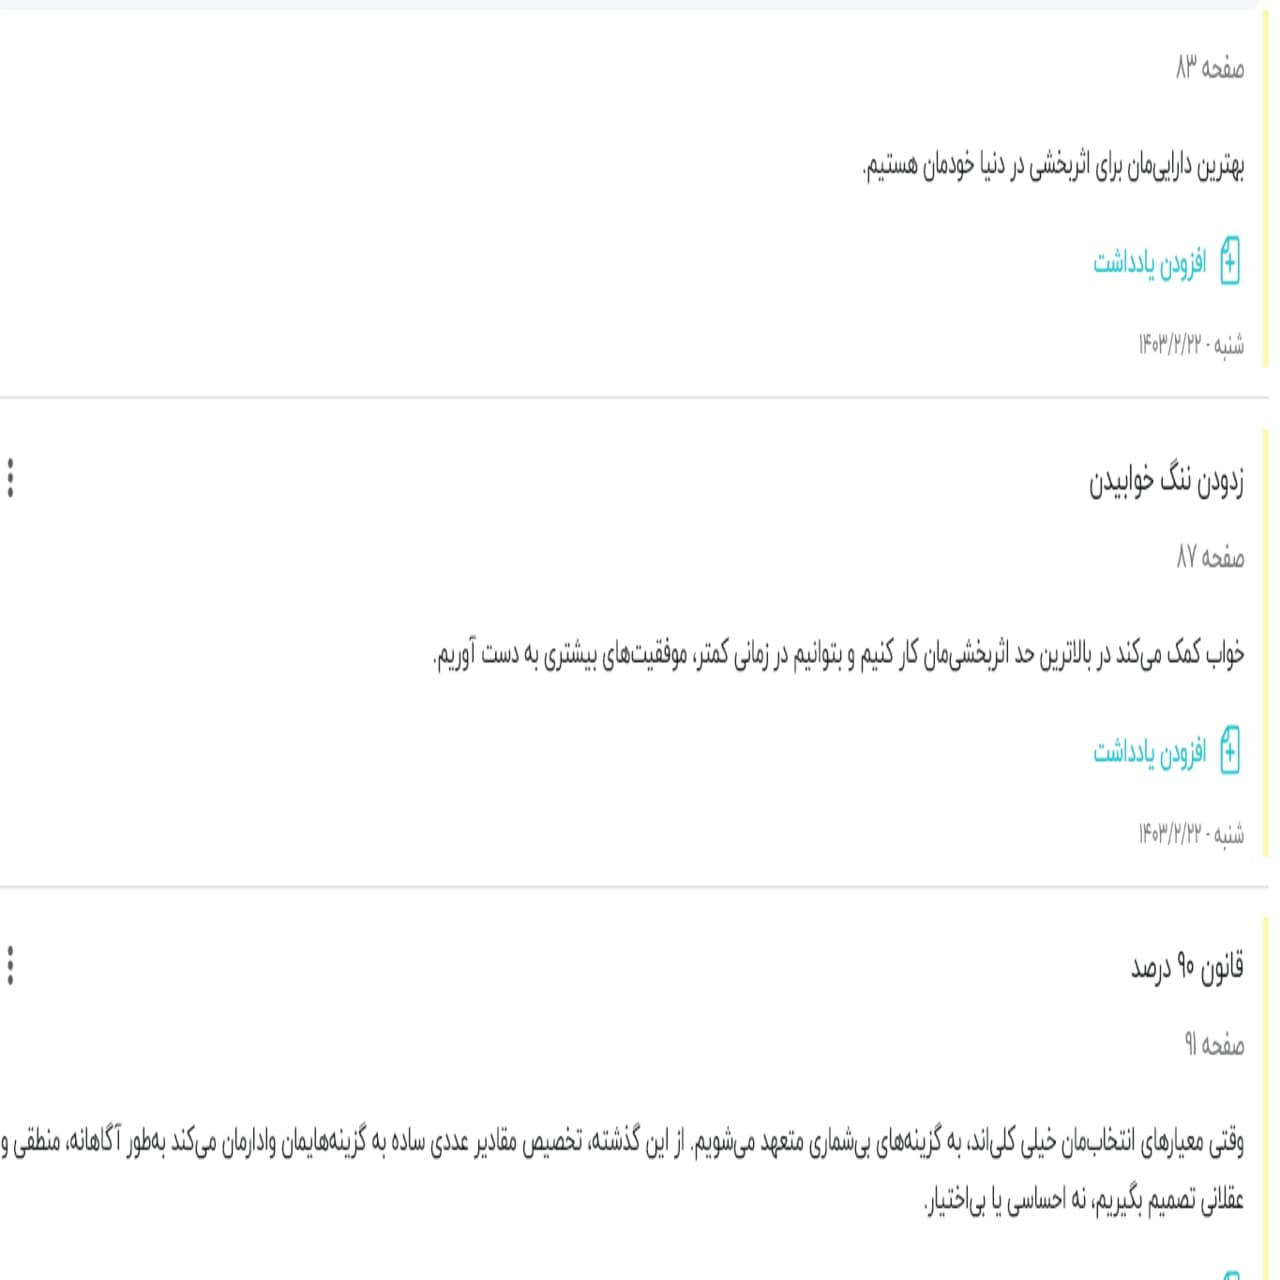 صفحه ۸۳
بهترین دارایی‌مان برای اثربخشی در دنیا خودمان هستیم.
افزودن یادداشت
شنبه - ۱۴۰۳/۲/۲۲
زدودن ننگ خوابیدن
صفحه ۸۷
خواب کمک می‌کند در بالاترین حد اثربخشی‌مان کار کنیم و بتوانیم در زمانی کمتر، موفقیت‌های بیشتری به دست آوریم.
افزودن یادداشت
شنبه - ۱۴۰۳/۲/۲۲
قانون ۹۰ درصد
صفحه ۹۱
وقتی معیارهای انتخاب‌مان خیلی کلی‌اند، به گزینه‌های بی‌شماری متعهد می‌شویم. از این گذشته، تخصیص مقادیر عددی ساده به گزینه‌هایمان وادارمان می‌کند به‌طور آگاهانه، منطقی و
عقلانی تصمیم بگیریم، نه احساسی یا بی‌اختیار.